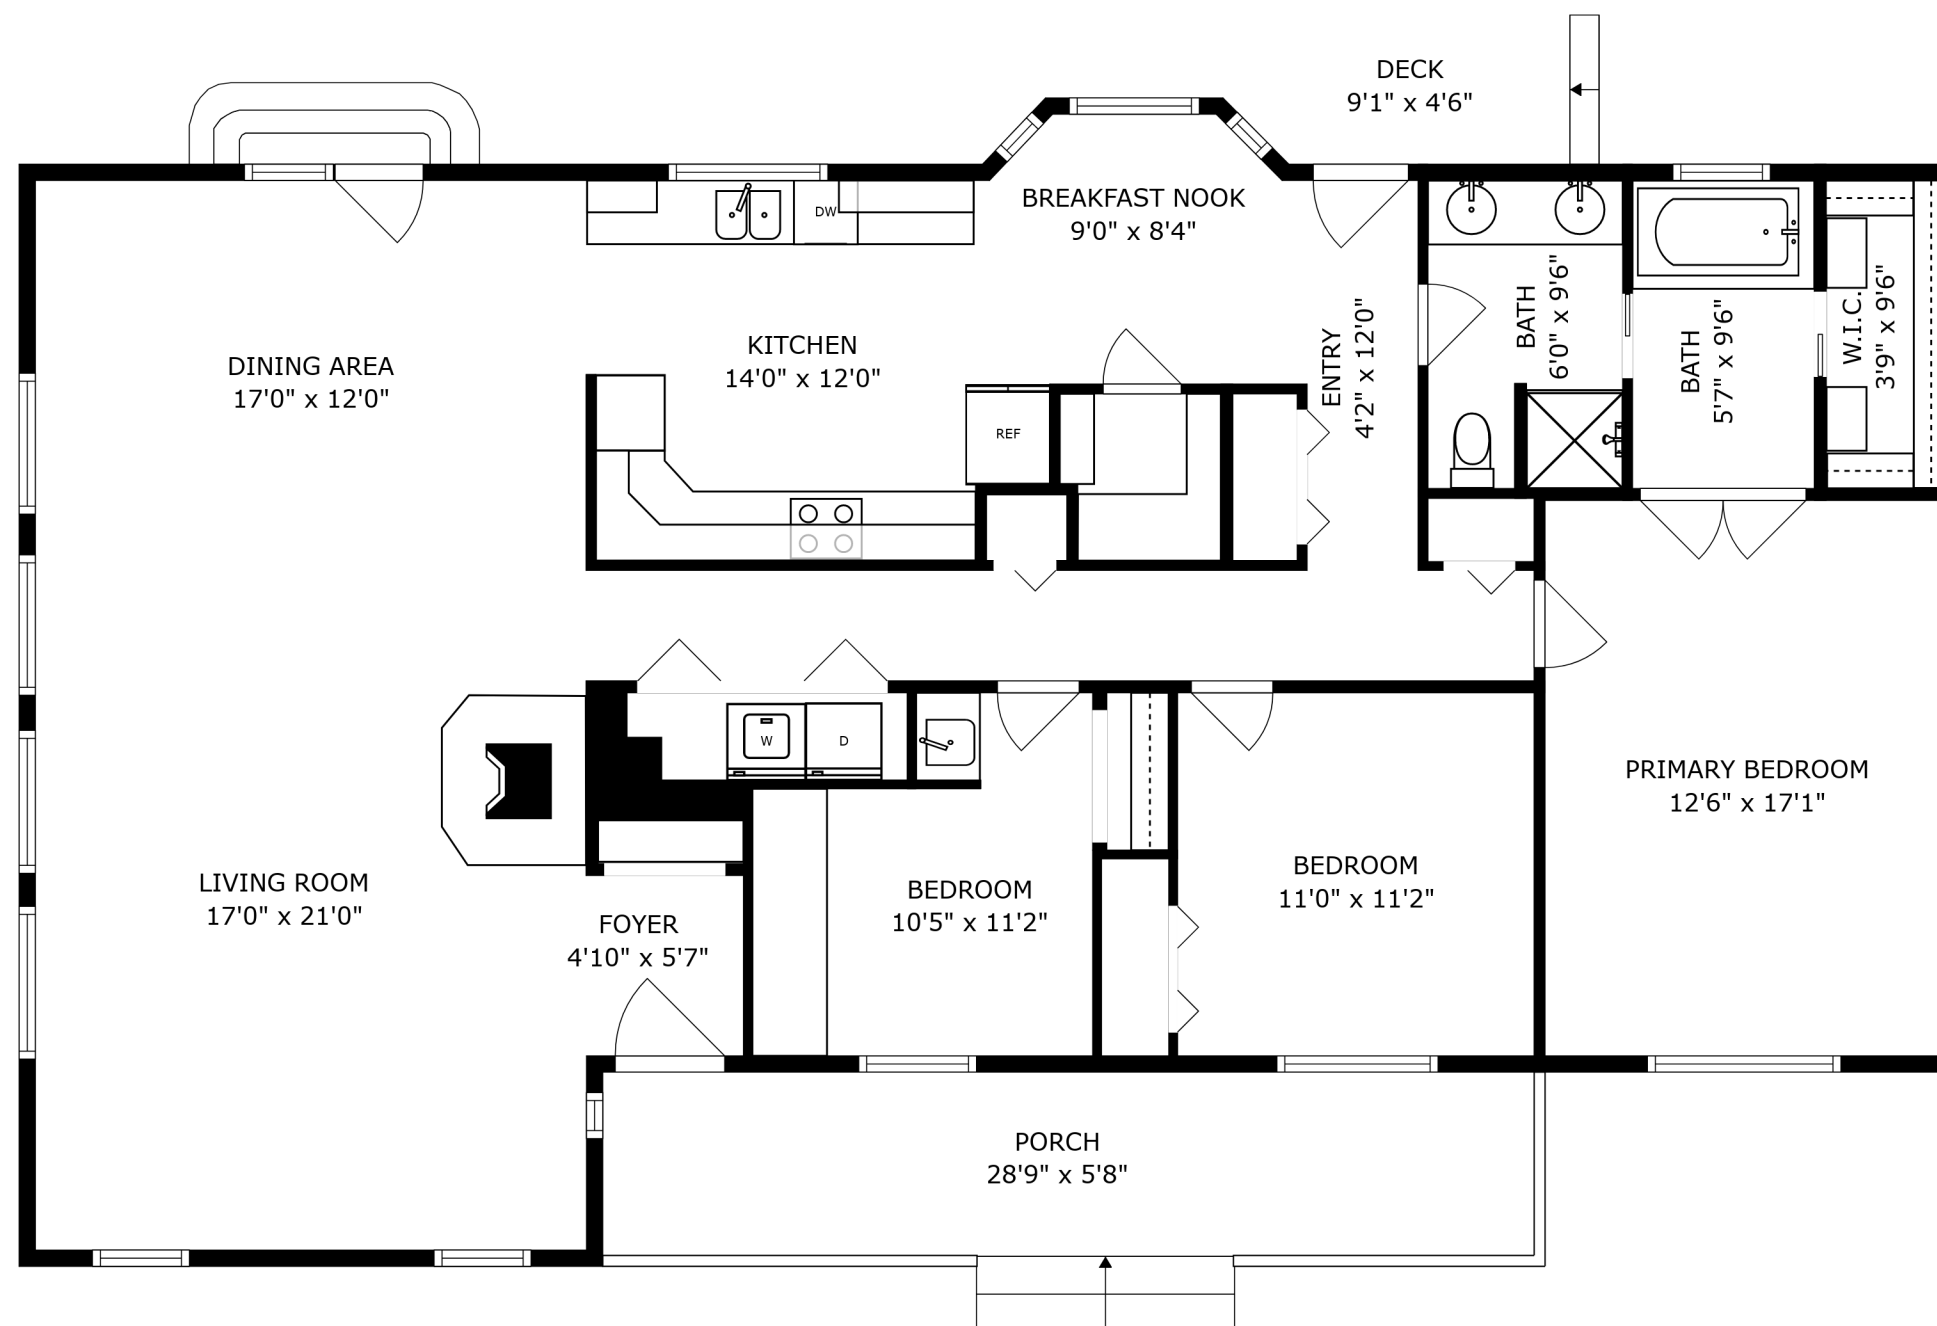 DECK
9'1" x 4'6"
BREAKFAST NOOK
9'0" x 8'4"
DW
DINING AREA
17'0" x 12'0"
KITCHEN
14'0" x 12'0"
REF
ENTRY
4'2" x 12'0"
BATH
6'0" x 9'6"
BATH
5'7" x 9'6"
W.I.C.
3'9" x 9'6"
W
D
PRIMARY BEDROOM
12'6" x 17'1"
LIVING ROOM
17'0" x 21'0"
FOYER
4'10" x 5'7"
BEDROOM
10'5" x 11'2"
BEDROOM
11'0" x 11'2"
PORCH
28'9" x 5'8"